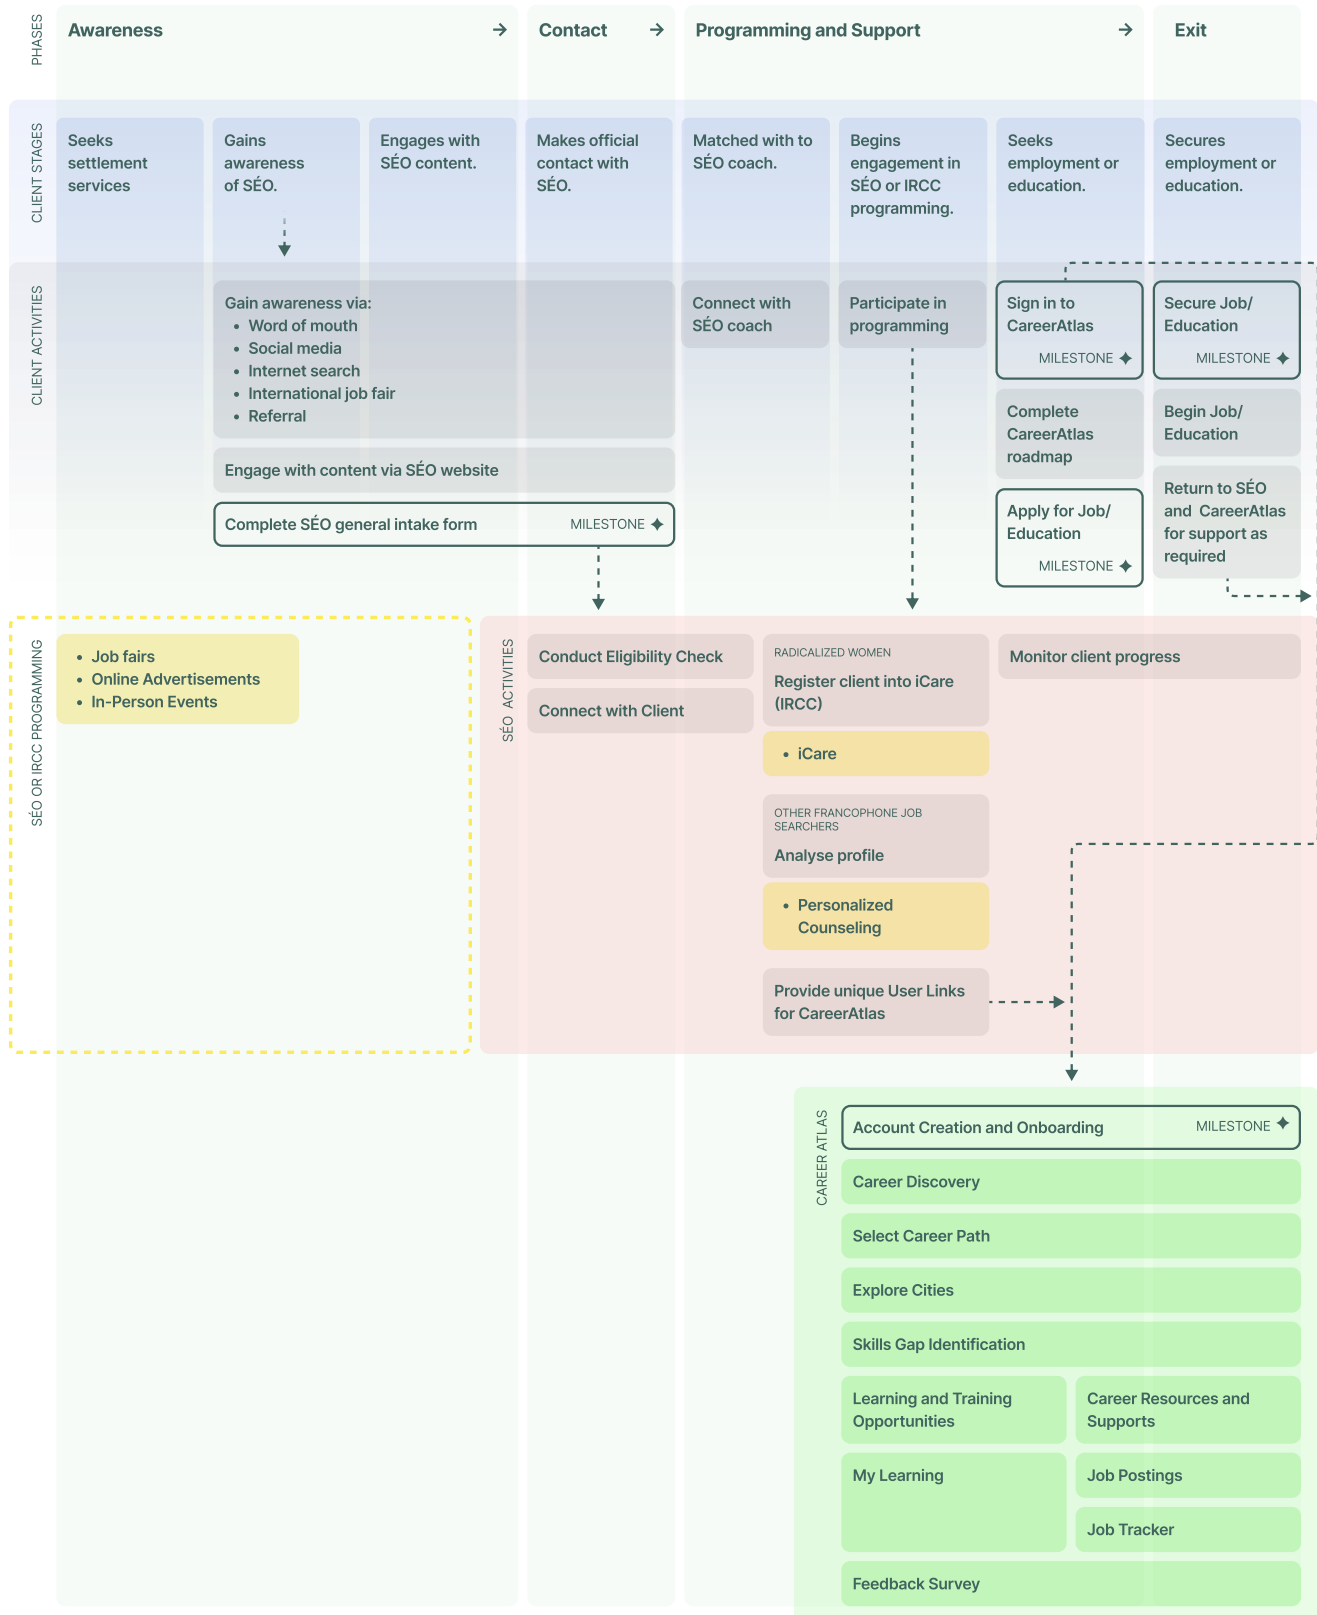 PHASES
Awareness
Contact
Programming and Support
Exit
CLIENT STAGES
Seeks
settlement
services
Gains
awareness
of SÉO.
Engages with
SÉO content.
Makes official
contact with
SÉO.
Matched with to
SÉO coach.
Begins
engagement in
SÉO or IRCC
programming.
Seeks
employment or
education.
Secures
employment or
education.
CLIENT ACTIVITIES
Gain awareness via:
• Word of mouth
• Social media
• Internet search
• International job fair
• Referral
Engage with content via SÉO website
Complete SÉO general intake form
MILESTONE
Connect with
SÉO coach
Participate in
programming
Sign in to
CareerAtlas
MILESTONE
Complete
CareerAtlas
roadmap
Apply for Job/
Education
MILESTONE
Secure Job/
Education
MILESTONE
Begin Job/
Education
Return to SÉO
and CareerAtlas
for support as
required
SÉO OR IRCC PROGRAMMING
• Job fairs
• Online Advertisements
• In-Person Events
SÉO ACTIVITIES
Conduct Eligibility Check
Connect with Client
RADICALIZED WOMEN
Register client into iCare
(IRCC)
• iCare
OTHER FRANCOPHONE JOB
SEARCHERS
Analyse profile
• Personalized
Counseling
Provide unique User Links
for CareerAtlas
Monitor client progress
CAREER ATLAS
Account Creation and Onboarding
MILESTONE
Career Discovery
Select Career Path
Explore Cities
Skills Gap Identification
Learning and Training
Opportunities
Career Resources and
Supports
My Learning
Job Postings
Job Tracker
Feedback Survey